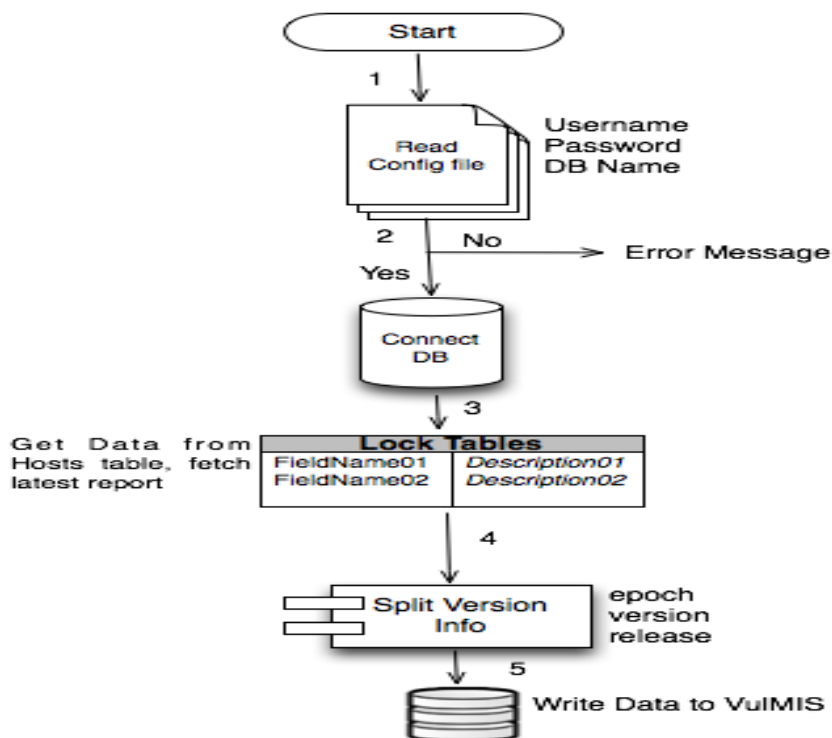 Start
1
Read
Config file
Username
Password
DB Name
2
No
Error Message
Yes
Connect
DB
3
Get Data from
Hosts table, fetch
latest report
Lock Tables
FieldName01 Description01
FieldName02 Description02
4
Split Version
Info
epoch
version
release
5
Write Data to VulMIS